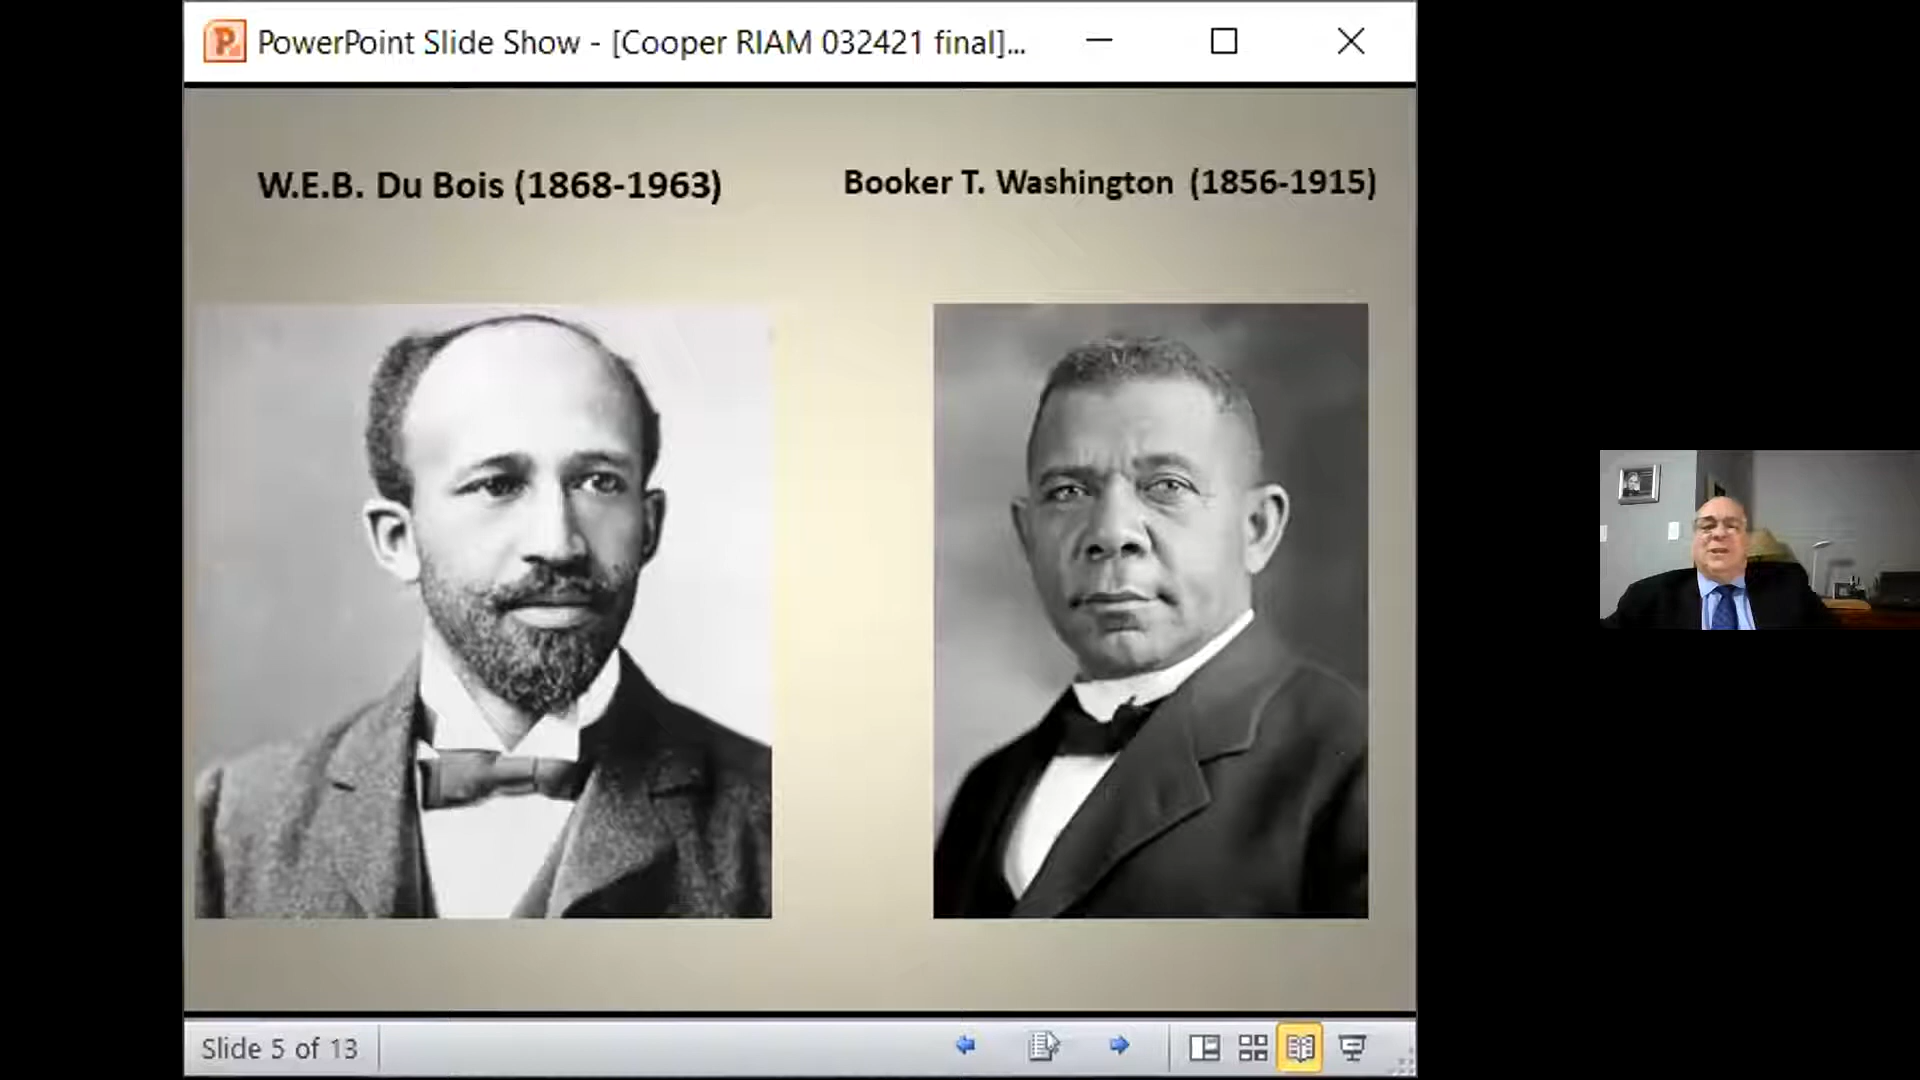 PowerPoint Slide Show - [Cooper RIAM 032421 final]...
W.E.B. Du Bois (1868-1963)
Booker T. Washington (1856-1915)
Slide 5 of 13